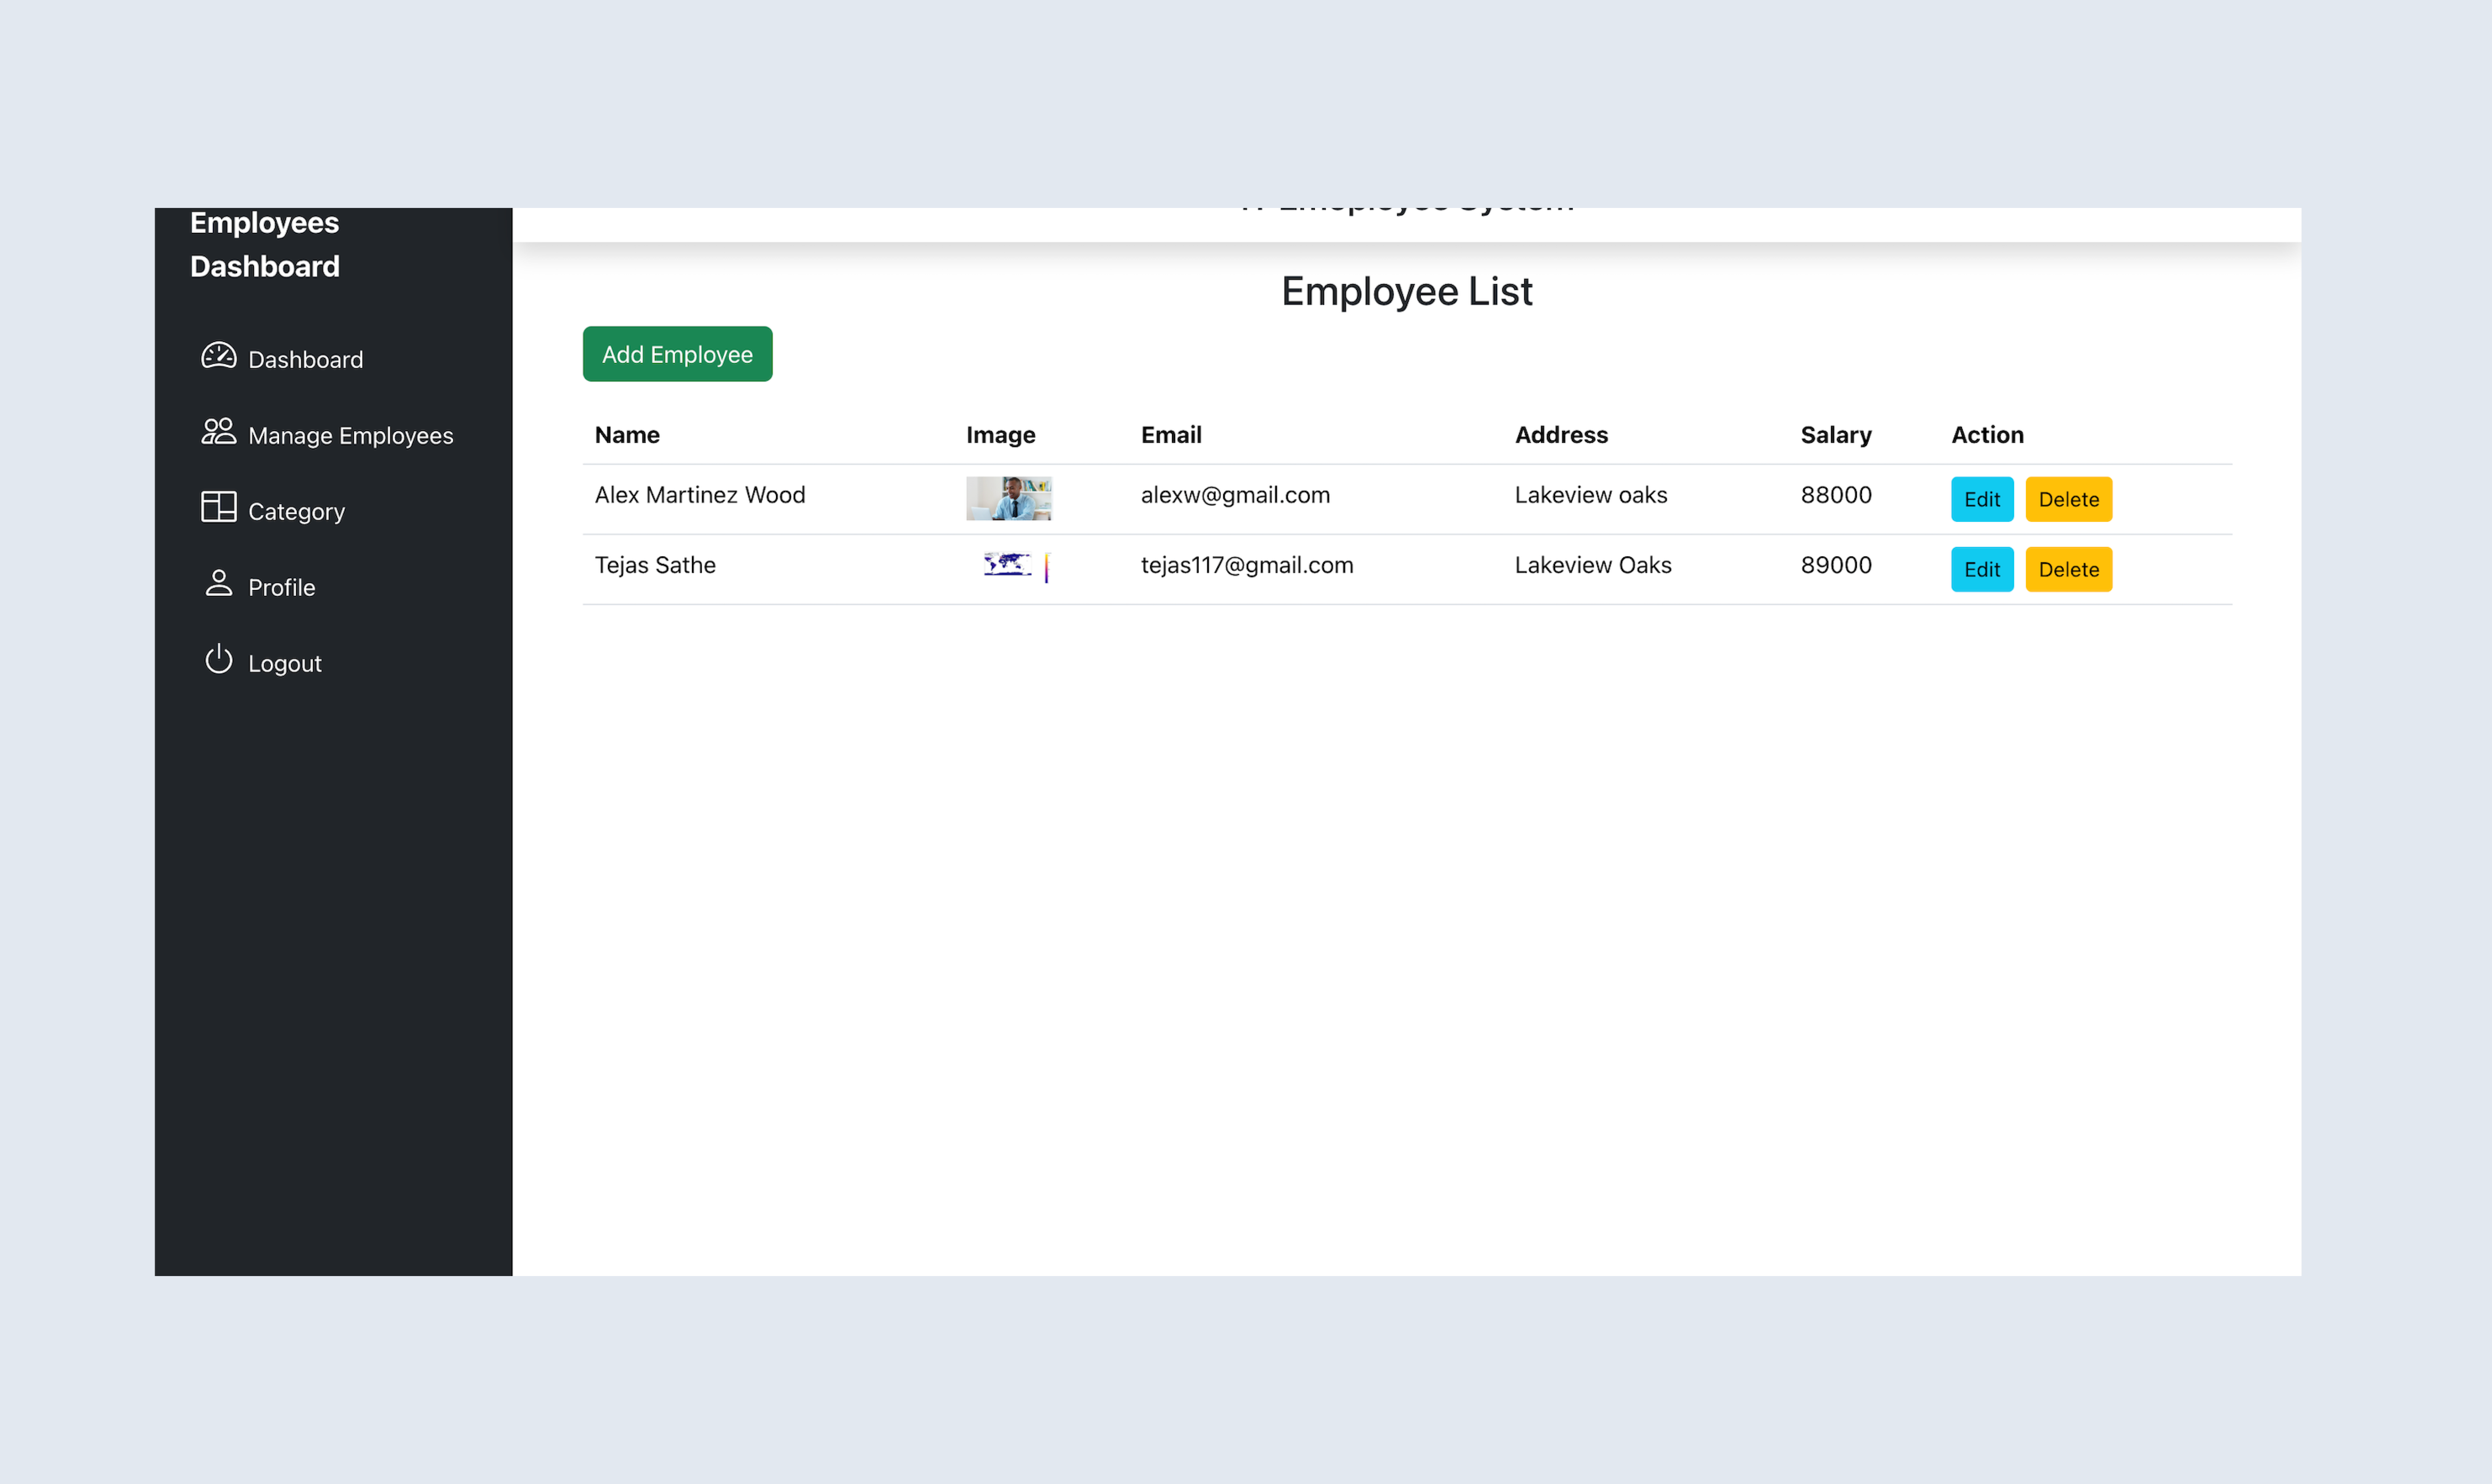 Employees
Dashboard
Dashboard
Manage Employees
Category
Profile
Logout
System
Employee List
Add Employee
Name Image Email Address Salary Action
Alex Martinez Wood alexw@gmail.com Lakeview oaks 88000 Edit Delete
Tejas Sathe tejas117@gmail.com Lakeview Oaks 89000 Edit Delete